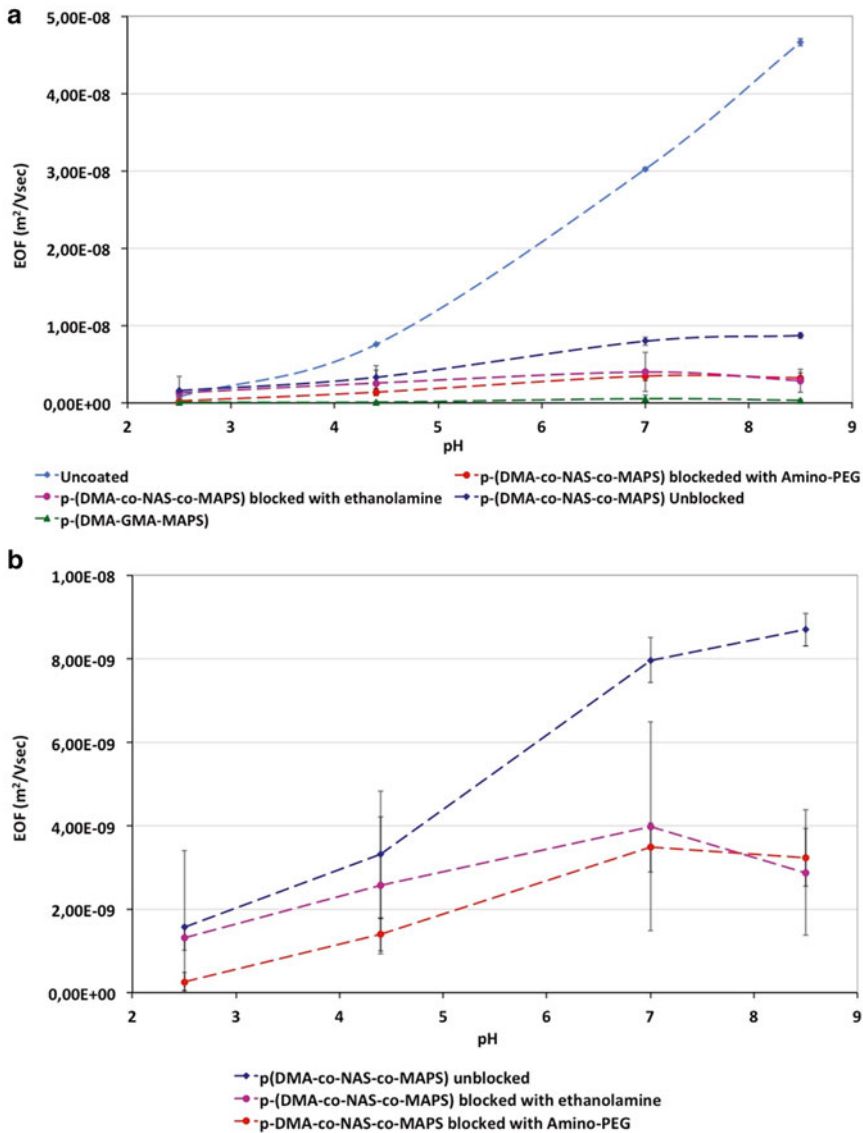 a
5,00E-08
4,00E-08
3,00E-08
2,00E-08
1,00E-08
0,00E+00
EOF (m²/Vsec)
2 3 4 5 6 7 8 9
pH
Uncoated
p-(DMA-co-NAS-co-MAPS) blockeded with Amino-PEG
p-(DMA-co-NAS-co-MAPS) blocked with ethanolamine
p-(DMA-co-NAS-co-MAPS) Unblocked
p-(DMA-GMA-MAPS)
b
1,00E-08
8,00E-09
6,00E-09
4,00E-09
2,00E-09
0,00E+00
EOF (m²/Vsec)
2 3 4 5 6 7 8 9
pH
p(DMA-co-NAS-co-MAPS) unblocked
p-(DMA-co-NAS-co-MAPS) blocked with ethanolamine
p-DMA-co-NAS-co-MAPS blocked with Amino-PEG